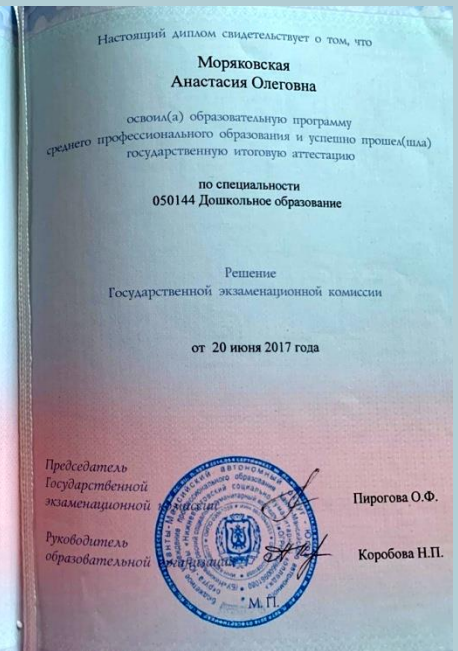 Настоящий диплом свидетельствует о том, что
Моряковская
Анастасия Олеговна
освоил(а) образовательную программу
среднего профессионального образования и успешно прошел(шла)
государственную итоговую аттестацию
по специальности
050144 Дошкольное образование
Решение
Государственной экзаменационной комиссии
от 20 июня 2017 года
Председатель
Государственной
экзаменационной комиссии
Пирогова О.Ф.
Руководитель
образовательной организации
Коробова Н.П.
М.П.